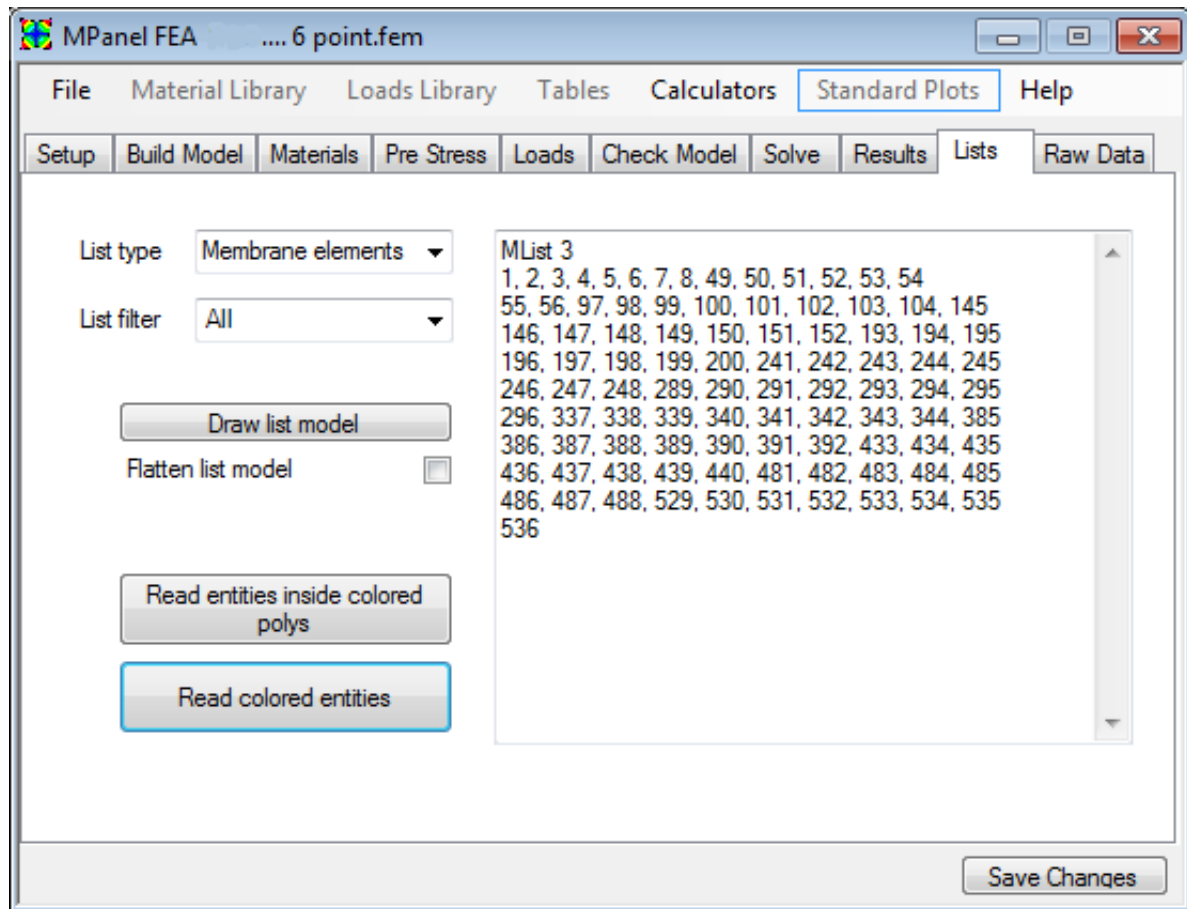 MPanel FEA .... 6 point.fem
File Material Library Loads Library Tables Calculators Standard Plots Help
Setup Build Model Materials Pre Stress Loads Check Model Solve Results Lists Raw Data
List type Membrane elements
List filter All
Draw list model
Flatten list model
Read entities inside colored
polys
Read colored entities
MList 3
1, 2, 3, 4, 5, 6, 7, 8, 49, 50, 51, 52, 53, 54
55, 56, 97, 98, 99, 100, 101, 102, 103, 104, 145
146, 147, 148, 149, 150, 151, 152, 193, 194, 195
196, 197, 198, 199, 200, 241, 242, 243, 244, 245
246, 247, 248, 289, 290, 291, 292, 293, 294, 295
296, 337, 338, 339, 340, 341, 342, 343, 344, 385
386, 387, 388, 389, 390, 391, 392, 433, 434, 435
436, 437, 438, 439, 440, 481, 482, 483, 484, 485
486, 487, 488, 529, 530, 531, 532, 533, 534, 535
536
Save Changes